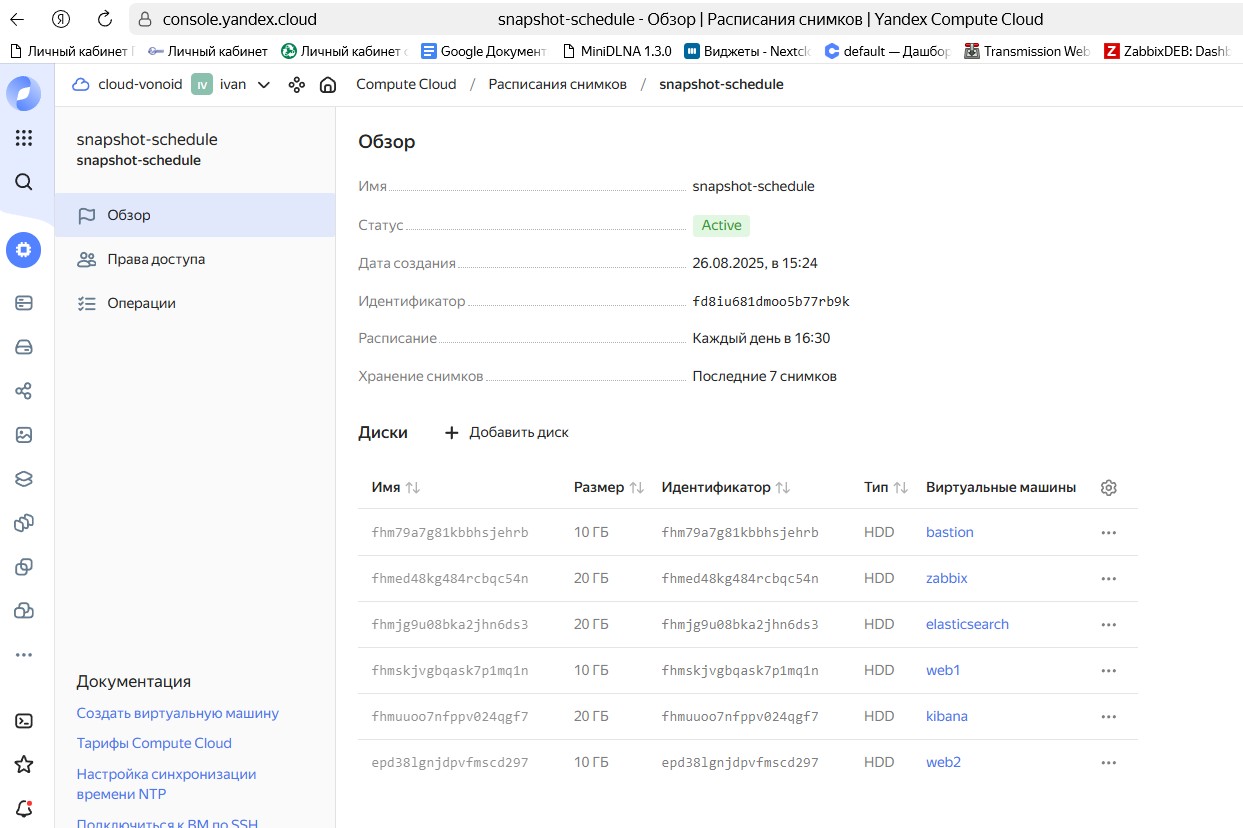 console.yandex.cloud
snapshot-schedule - Обзор | Расписания снимков | Yandex Compute Cloud
Личный кабинет
Личный кабинет
Личный кабинет
Google Документ
MiniDLNA 1.3.0
Виджеты - Nextcl
default — Дашбор
Transmission Web
ZabbixDEB: Dashb
cloud-vonoid IV ivan
Compute Cloud / Расписания снимков / snapshot-schedule
snapshot-schedule
snapshot-schedule
Обзор
Права доступа
Операции
Документация
Создать виртуальную машину
Тарифы Compute Cloud
Настройка синхронизации
времени NTP
Подключиться к ВМ по SSH
Обзор
Имя snapshot-schedule
Статус Active
Дата создания 26.08.2025, в 15:24
Идентификатор fd8iu681dmoo5b77rb9k
Расписание Каждый день в 16:30
Хранение снимков Последние 7 снимков
Диски + Добавить диск
Имя Размер Идентификатор Тип Виртуальные машины
fhm79a7g81kbbhsjehrb 10 ГБ fhm79a7g81kbbhsjehrb HDD bastion
fhmed48kg484rcbqc54n 20 ГБ fhmed48kg484rcbqc54n HDD zabbix
fhmjg9u08bka2jhn6ds3 20 ГБ fhmjg9u08bka2jhn6ds3 HDD elasticsearch
fhmskjvgbqask7p1mq1n 10 ГБ fhmskjvgbqask7p1mq1n HDD web1
fhmuuoo7nfppv024qgf7 20 ГБ fhmuuoo7nfppv024qgf7 HDD kibana
epd38lgnjdpvfmscd297 10 ГБ epd38lgnjdpvfmscd297 HDD web2